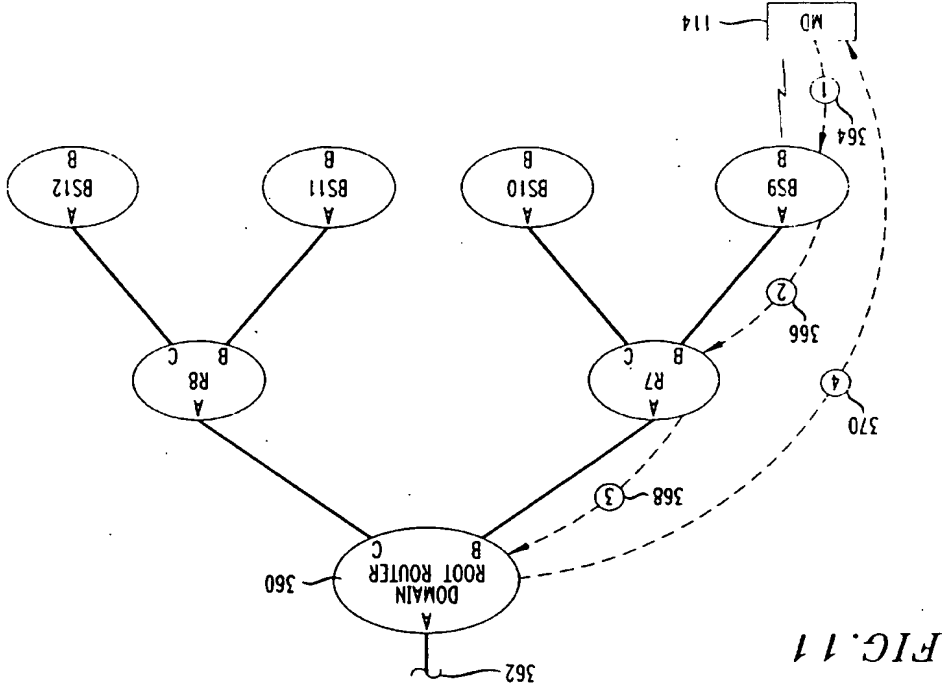 FIG. 11
362
A
DOMAIN
ROOT ROUTER
B C
360
3 368
4
370
A
R7
B C
A
R8
B C
2
366
A
BS9
B
A
BS10
B
A
BS11
B
A
BS12
B
1
364
MD
114